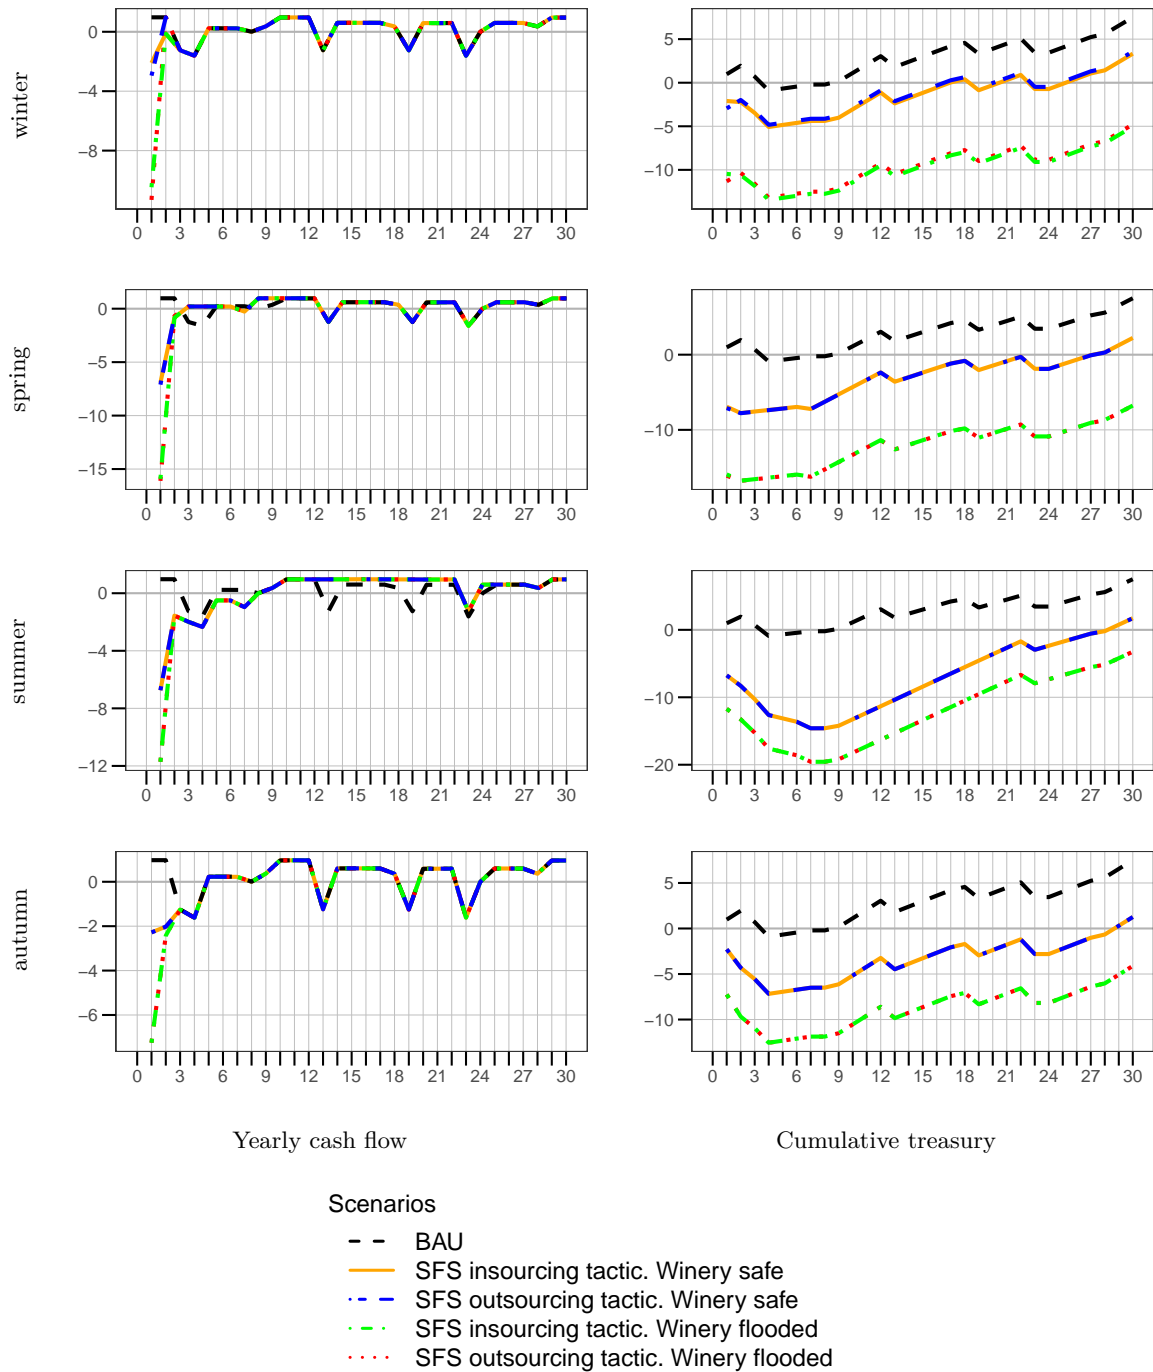 winter
0
−4
−8
0 3 6 9 12 15 18 21 24 27 30
5
0
−5
−10
0 3 6 9 12 15 18 21 24 27 30
spring
0
−5
−10
−15
0 3 6 9 12 15 18 21 24 27 30
0
−10
0 3 6 9 12 15 18 21 24 27 30
summer
0
−4
−8
−12
0 3 6 9 12 15 18 21 24 27 30
0
−10
−20
0 3 6 9 12 15 18 21 24 27 30
autumn
0
−2
−4
−6
0 3 6 9 12 15 18 21 24 27 30
5
0
−5
−10
0 3 6 9 12 15 18 21 24 27 30
Yearly cash flow
Cumulative treasury
Scenarios
BAU
SFS insourcing tactic. Winery safe
SFS outsourcing tactic. Winery safe
SFS insourcing tactic. Winery flooded
SFS outsourcing tactic. Winery flooded